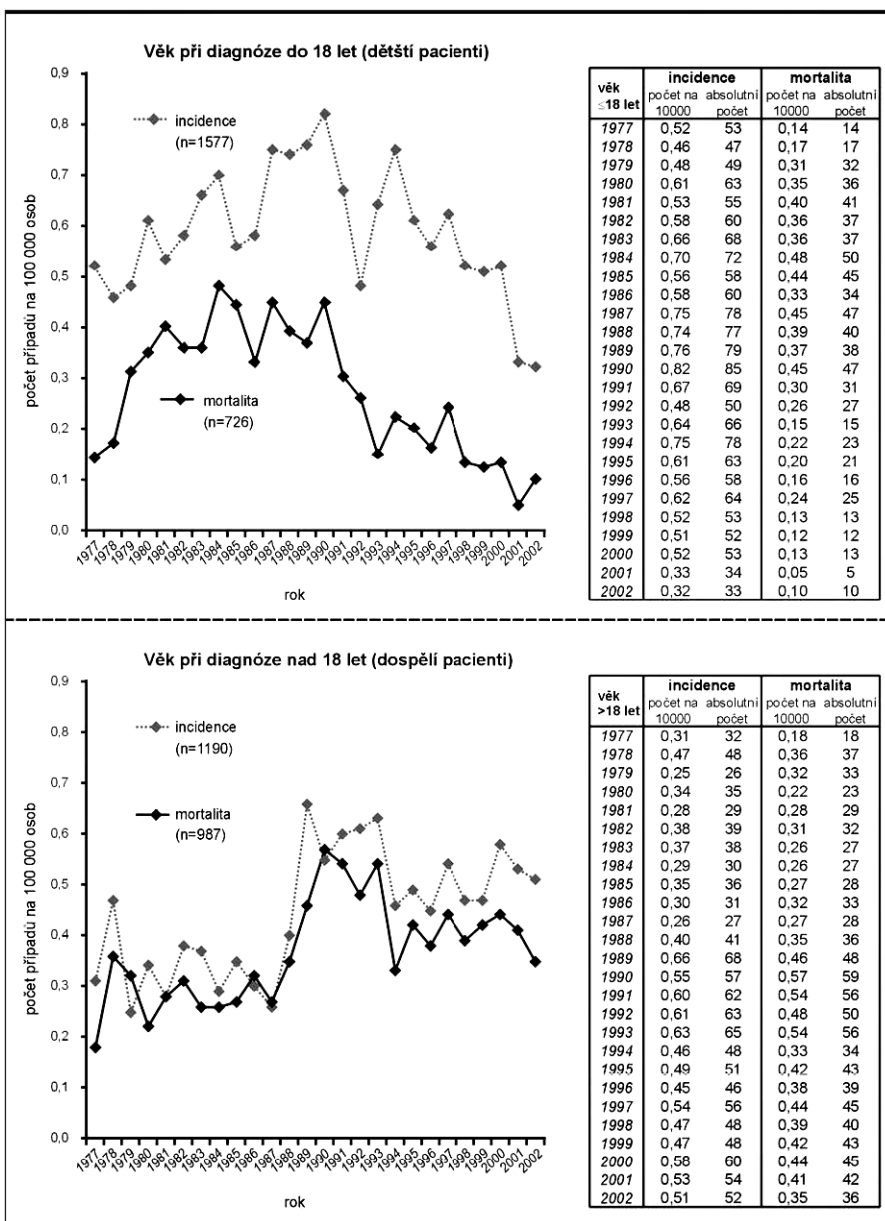 Věk při diagnóze do 18 let (dětští pacienti)
počet případů na 100 000 osob
0,9
0,8
0,7
0,6
0,5
0,4
0,3
0,2
0,1
0,0
incidence
(n=1577)
mortalita
(n=726)
1977 1978 1979 1980 1981 1982 1983 1984 1985 1986 1987 1988 1989 1990 1991 1992 1993 1994 1995 1996 1997 1998 1999 2000 2001 2002
rok
věk ≤18 let incidence mortalita
počet na 10000 absolutní počet počet na 10000 absolutní počet
1977 0,52 53 0,14 14
1978 0,46 47 0,17 17
1979 0,48 49 0,31 32
1980 0,61 63 0,35 36
1981 0,53 55 0,40 41
1982 0,58 60 0,36 37
1983 0,66 68 0,36 37
1984 0,70 72 0,48 50
1985 0,56 58 0,44 45
1986 0,58 60 0,33 34
1987 0,75 78 0,45 47
1988 0,74 77 0,39 40
1989 0,76 79 0,37 38
1990 0,82 85 0,45 47
1991 0,67 69 0,30 31
1992 0,48 50 0,26 27
1993 0,64 66 0,15 15
1994 0,75 78 0,22 23
1995 0,61 63 0,20 21
1996 0,56 58 0,16 16
1997 0,62 64 0,24 25
1998 0,52 53 0,13 13
1999 0,51 52 0,12 12
2000 0,52 53 0,13 13
2001 0,33 34 0,05 5
2002 0,32 33 0,10 10
Věk při diagnóze nad 18 let (dospělí pacienti)
počet případů na 100 000 osob
0,9
0,8
0,7
0,6
0,5
0,4
0,3
0,2
0,1
0,0
incidence
(n=1190)
mortalita
(n=987)
1977 1978 1979 1980 1981 1982 1983 1984 1985 1986 1987 1988 1989 1990 1991 1992 1993 1994 1995 1996 1997 1998 1999 2000 2001 2002
rok
věk >18 let incidence mortalita
počet na 10000 absolutní počet počet na 10000 absolutní počet
1977 0,31 32 0,18 18
1978 0,47 48 0,36 37
1979 0,25 26 0,32 33
1980 0,34 35 0,22 23
1981 0,28 29 0,28 29
1982 0,38 39 0,31 32
1983 0,37 38 0,26 27
1984 0,29 30 0,26 27
1985 0,35 36 0,27 28
1986 0,30 31 0,32 33
1987 0,26 27 0,27 28
1988 0,40 41 0,35 36
1989 0,66 68 0,46 48
1990 0,55 57 0,57 59
1991 0,60 62 0,54 56
1992 0,61 63 0,48 50
1993 0,63 65 0,54 56
1994 0,46 48 0,33 34
1995 0,49 51 0,42 43
1996 0,45 46 0,38 39
1997 0,54 56 0,44 45
1998 0,47 48 0,39 40
1999 0,47 48 0,42 43
2000 0,58 60 0,44 45
2001 0,53 54 0,41 42
2002 0,51 52 0,35 36